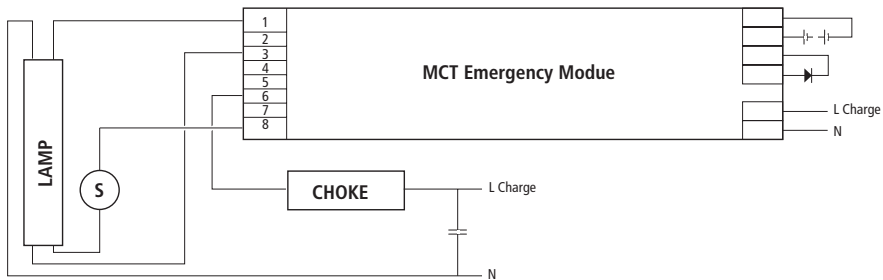 1
2
3
4
5
6
7
8
MCT Emergency Modue
L Charge
N
LAMP
S
CHOKE
L Charge
N